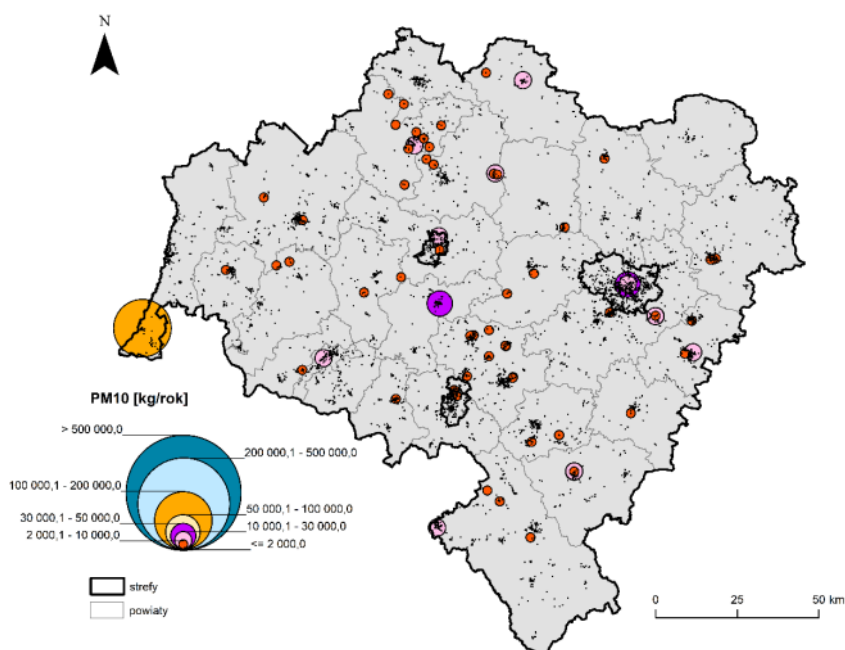 N
PM10 [kg/rok]
> 500 000,0
200 000,1 - 500 000,0
100 000,1 - 200 000,0
50 000,1 - 100 000,0
30 000,1 - 50 000,0
10 000,1 - 30 000,0
2 000,1 - 10 000,0
<= 2 000,0
strefy
powiaty
0 25 50 km